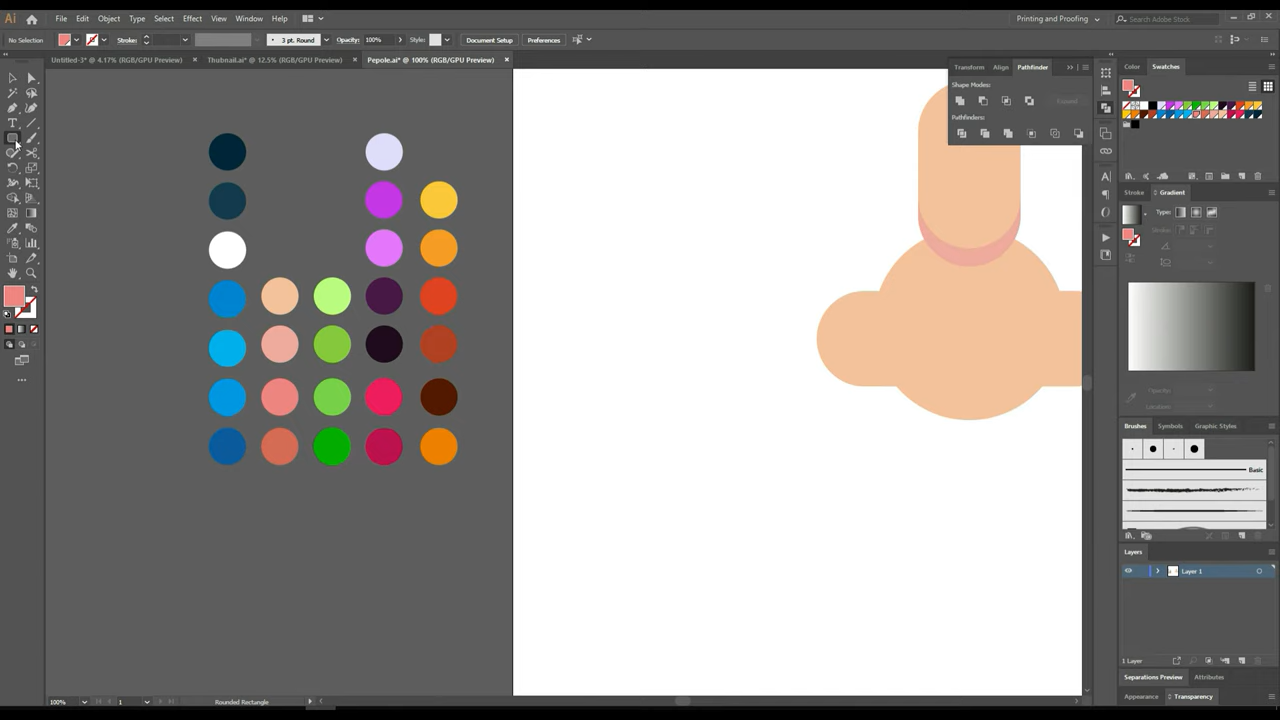 Ai File Edit Object Type Select Effect View Window Help Printing and Proofing Search Adobe Stock
No Selection Stroke: 3 pt. Round Opacity: 100% Style: Document Setup Preferences
Untitled-3* @ 4.17% (RGB/GPU Preview) × Thubnail.ai* @ 12.5% (RGB/GPU Preview) × Pepole.ai* @ 100% (RGB/GPU Preview) ×
Transform Align Pathfinder
Shape Modes:
Expand
Pathfinders:
Color Swatches
Stroke Gradient
Type:
Stroke:
Opacity:
Location:
Brushes Symbols Graphic Styles
Basic
Layers
Layer 1
1 Layer
Separations Preview Attributes
Appearance Transparency
100% 1 Rounded Rectangle